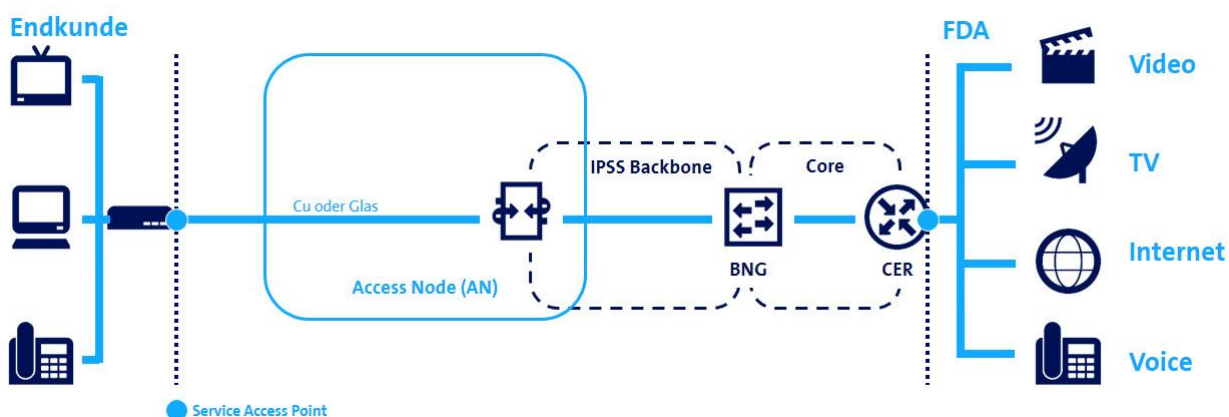 Endkunde
FDA
Video
IPSS Backbone
Core
TV
Cu oder Glas
Internet
BNG
CER
Access Node (AN)
Voice
Service Access Point